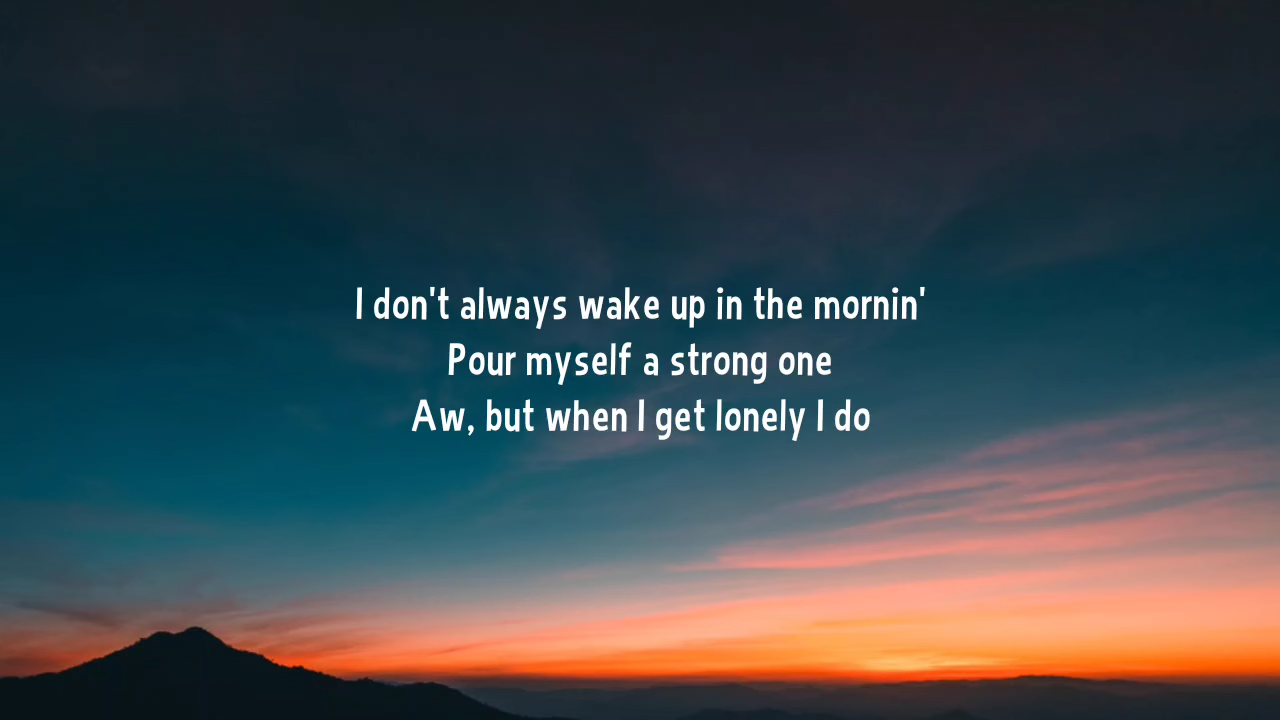 I don't always wake up in the mornin'
Pour myself a strong one
Aw, but when I get lonely I do